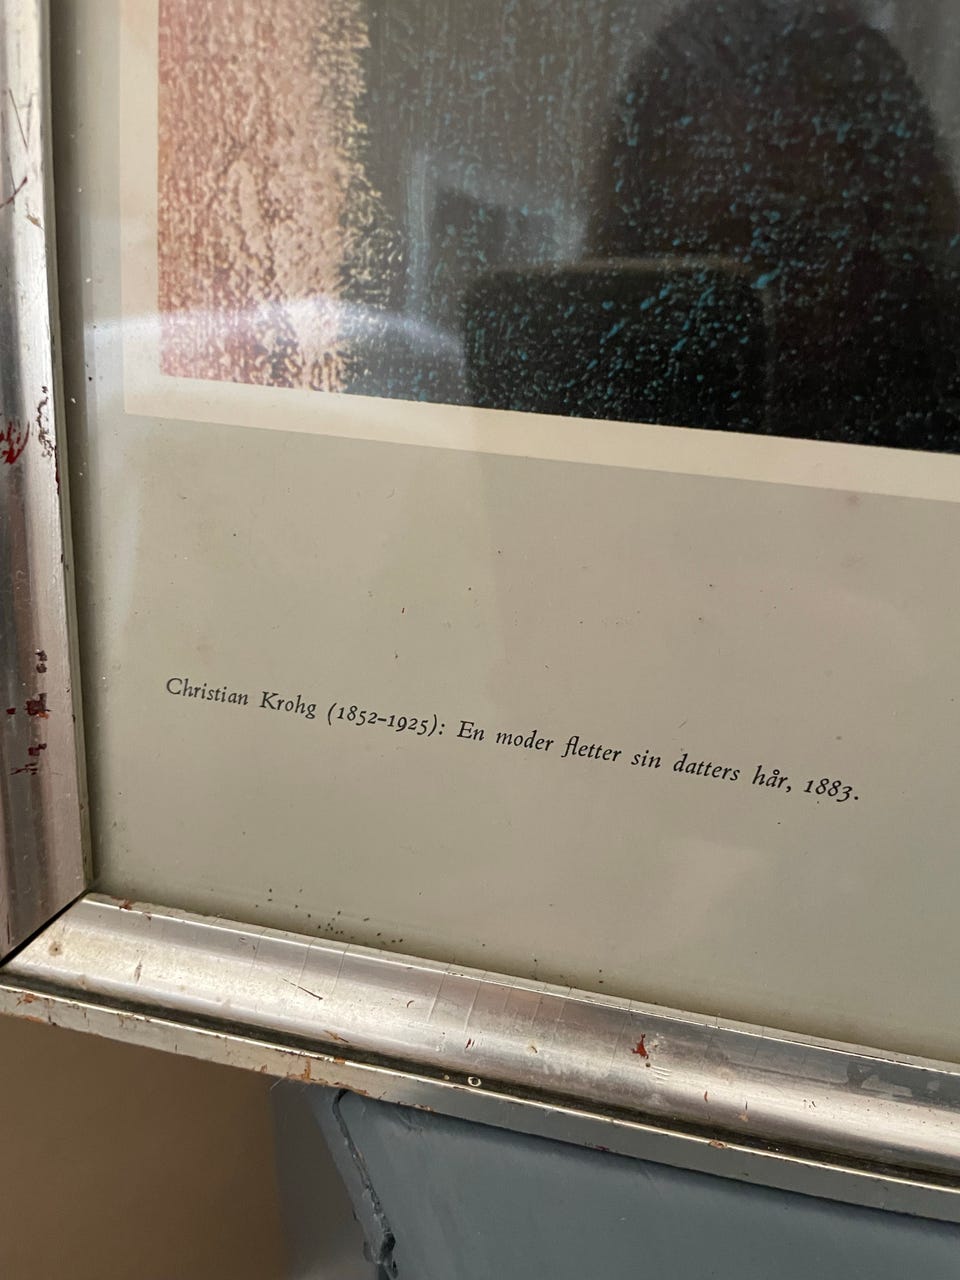 Christian Krohg (1852–1925): En moder fletter sin datters hår, 1883.